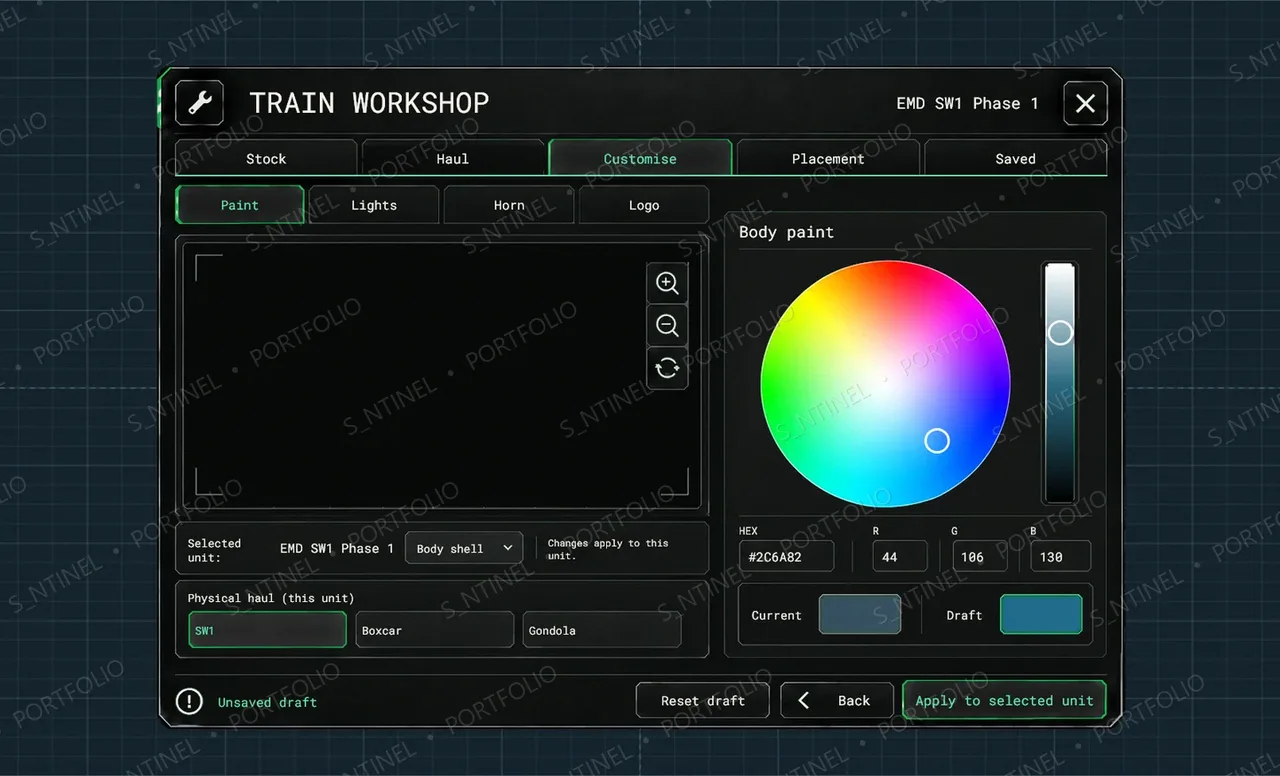 TRAIN WORKSHOP
EMD SW1 Phase 1
Stock
Haul
Customise
Placement
Saved
Paint
Lights
Horn
Logo
Body paint
HEX
R
G
B
#2C6A82
44
106
130
Current
Draft
Selected unit:
EMD SW1 Phase 1
Body shell
Changes apply to this
unit.
Physical haul (this unit)
SW1
Boxcar
Gondola
Unsaved draft
Reset draft
Back
Apply to selected unit
S_NTINEL • PORTFOLIO